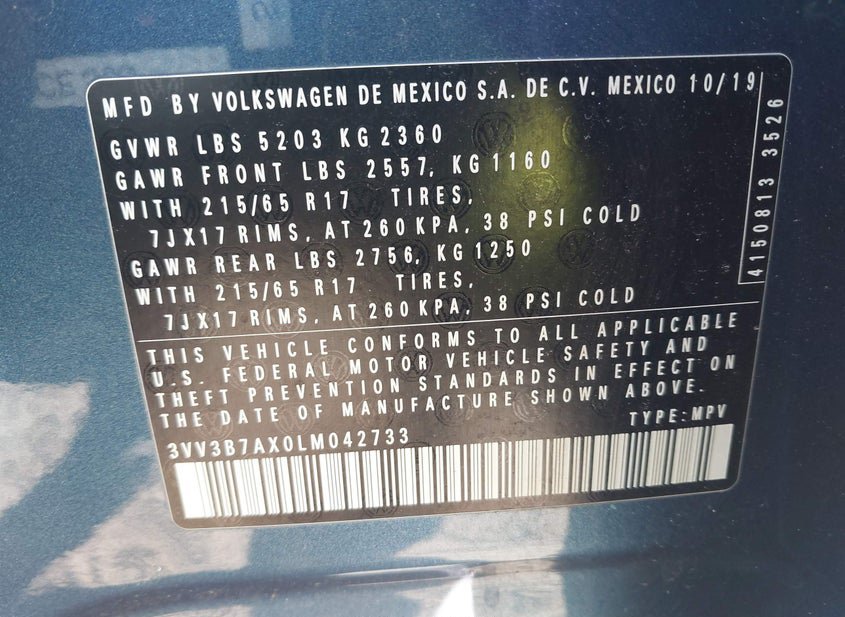 MFD BY VOLKSWAGEN DE MEXICO S.A. DE C.V. MEXICO 10/19
GVWR LBS 5203 KG 2360
GAWR FRONT LBS 2557, KG 1160
WITH 215/65 R17 TIRES,
7JX17 RIMS, AT 260 KPA, 38 PSI COLD
GAWR REAR LBS 2756, KG 1250
WITH 215/65 R17 TIRES,
7JX17 RIMS, AT 260 KPA, 38 PSI COLD
4150813 3526
THIS VEHICLE CONFORMS TO ALL APPLICABLE
U.S. FEDERAL MOTOR VEHICLE SAFETY AND
THEFT PREVENTION STANDARDS IN EFFECT ON
THE DATE OF MANUFACTURE SHOWN ABOVE.
TYPE:MPV
3VV3B7AX0LM042733